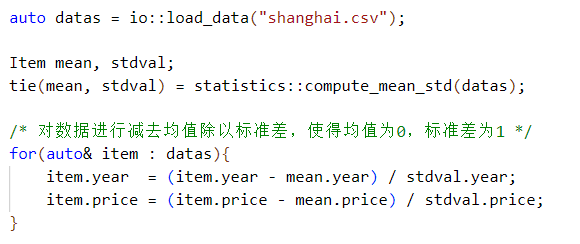 auto datas = io::load_data("shanghai.csv");
Item mean, stdval;
tie(mean, stdval) = statistics::compute_mean_std(datas);
/* 对数据进行减去均值除以标准差，使得均值为0，标准差为1 */
for(auto& item : datas){
    item.year  = (item.year - mean.year) / stdval.year;
    item.price = (item.price - mean.price) / stdval.price;
}